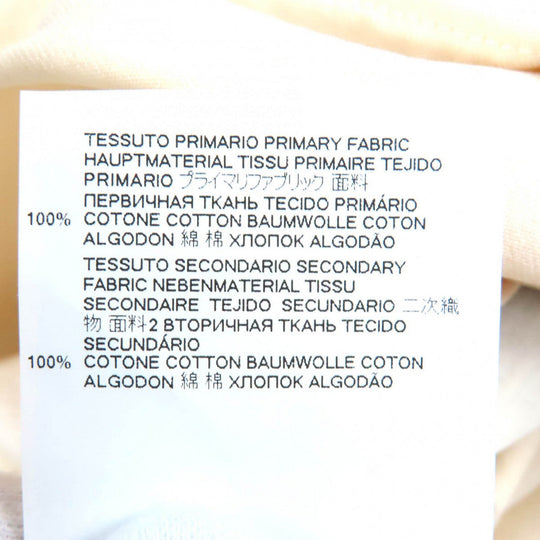 TESSUTO PRIMARIO PRIMARY FABRIC
HAUPTMATERIAL TISSU PRIMAIRE TEJIDO
PRIMARIO プライマリファブリック 面料
ПЕРВИЧНАЯ ТКАНЬ TECIDO PRIMÁRIO
100% COTONE COTTON BAUMWOLLE COTON
ALGODON 綿 棉 ХЛОПОК ALGODÃO
TESSUTO SECONDARIO SECONDARY
FABRIC NEBENMATERIAL TISSU
SECONDAIRE TEJIDO SECUNDARIO 二次織
物 面料2 ВТОРИЧНАЯ ТКАНЬ TECIDO
SECUNDÁRIO
100% COTONE COTTON BAUMWOLLE COTON
ALGODON 綿 棉 ХЛОПОК ALGODÃO